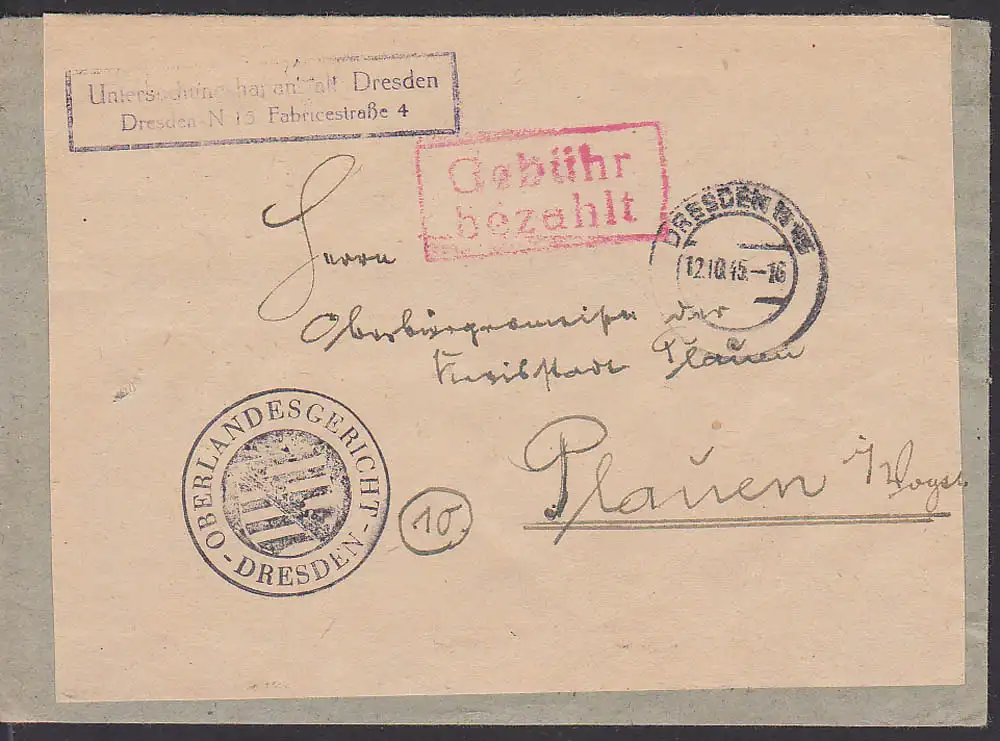 Untersuchungshaftanstalt Dresden
Dresden-N 15 Fabricestraße 4
Gebühr
bezahlt
DRESDEN N
12.10.45.-16
Herrn
Oberbürgermeister der
Kreisstadt Plauen
Plauen i Vogtl.
OBERLANDESGERICHT - DRESDEN -
10